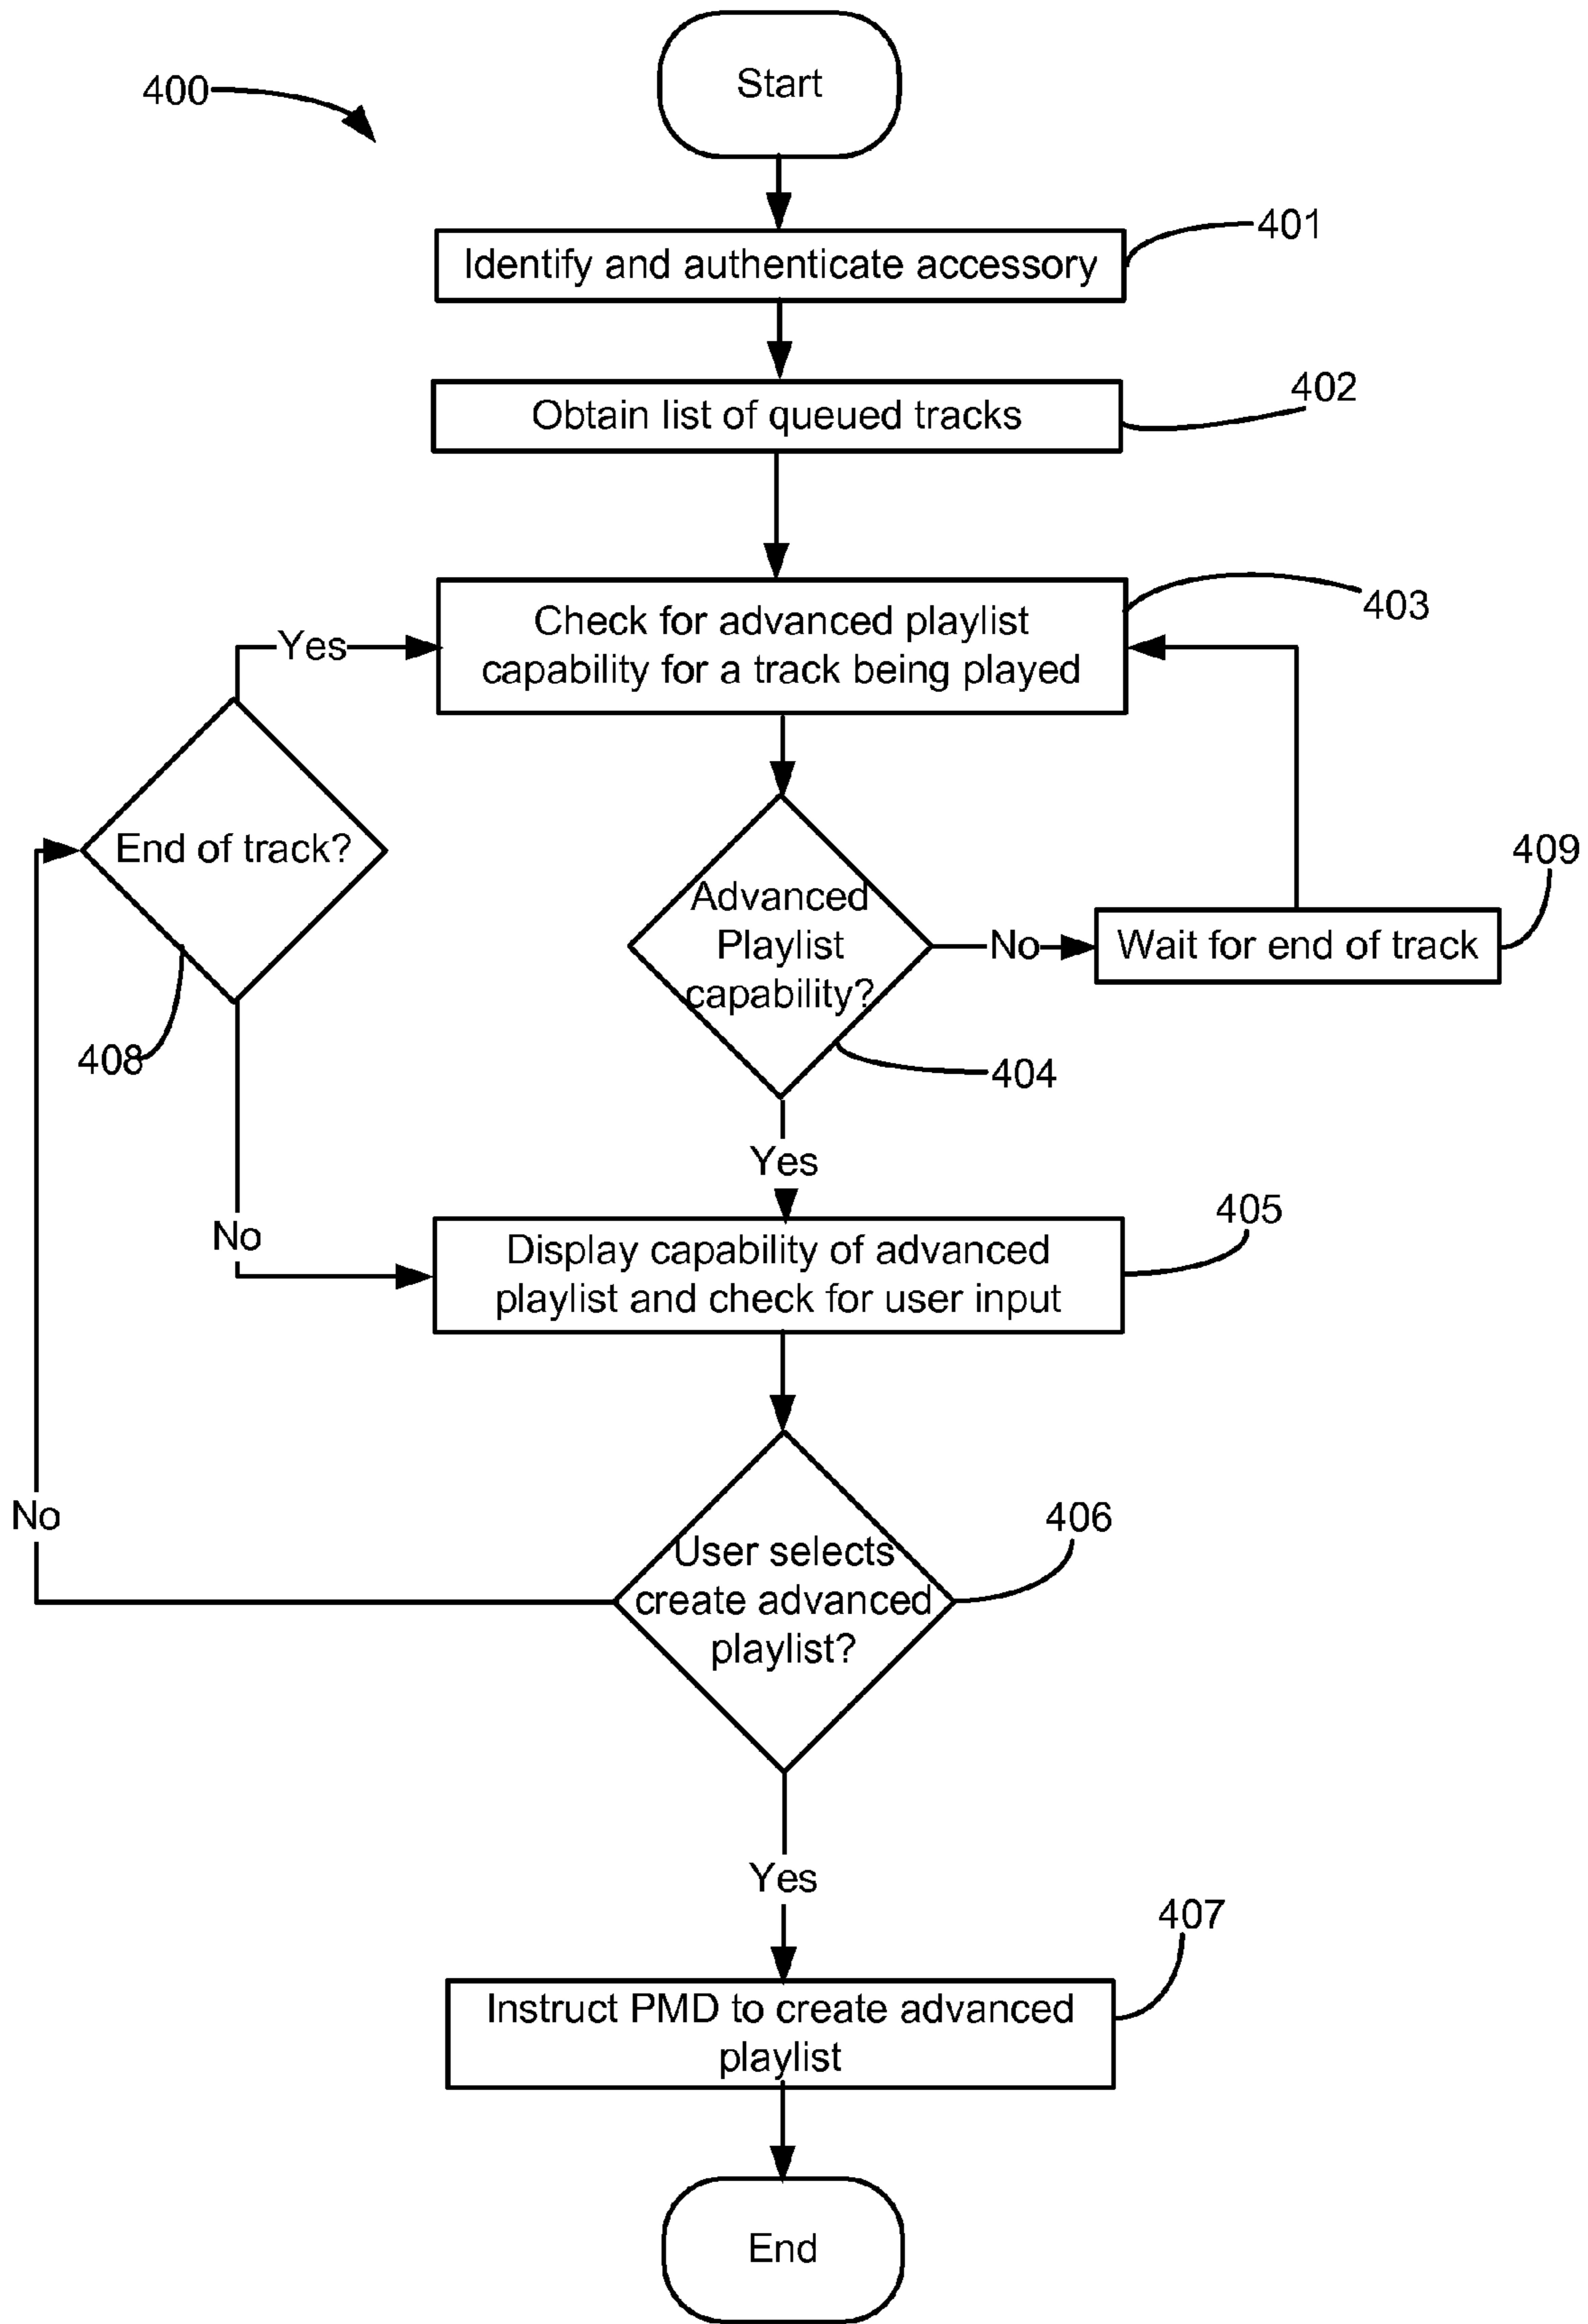 Start
400
Identify and authenticate accessory
401
Obtain list of queued tracks
402
Check for advanced playlist
capability for a track being played
403
Yes
End of track?
408
Advanced
Playlist
capability?
404
No
Wait for end of track
409
Yes
No
Display capability of advanced
playlist and check for user input
405
User selects
create advanced
playlist?
406
No
Yes
Instruct PMD to create advanced
playlist
407
End